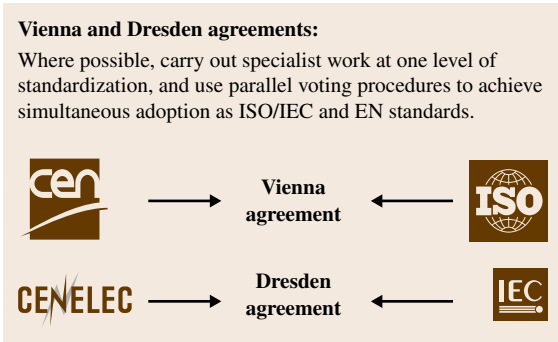 Vienna and Dresden agreements:
Where possible, carry out specialist work at one level of
standardization, and use parallel voting procedures to achieve
simultaneous adoption as ISO/IEC and EN standards.
cen
Vienna
agreement
ISO
CENELEC
Dresden
agreement
IEC